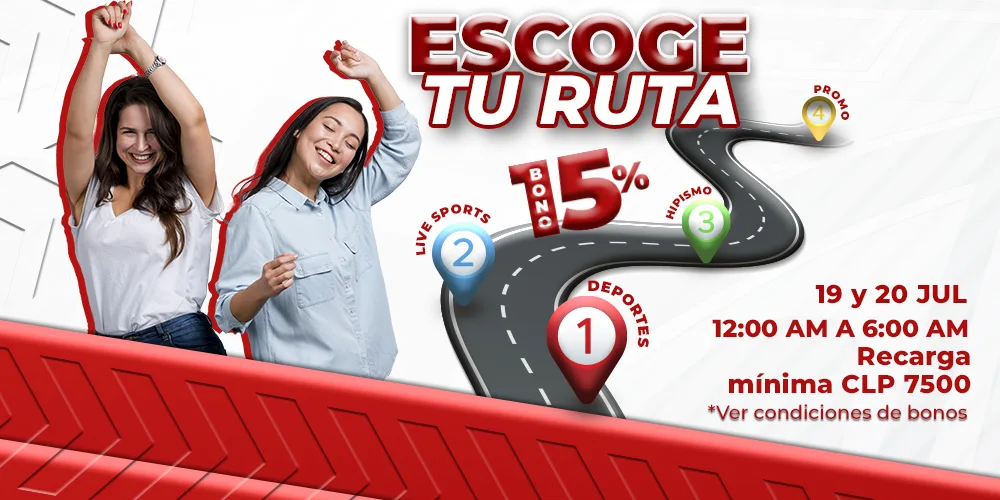 ESCOGE
TU RUTA
PROMO
4
BONO
15%
HIPISMO
3
LIVE SPORTS
2
DEPORTES
1
19 y 20 JUL
12:00 AM A 6:00 AM
Recarga
mínima CLP 7500
*Ver condiciones de bonos